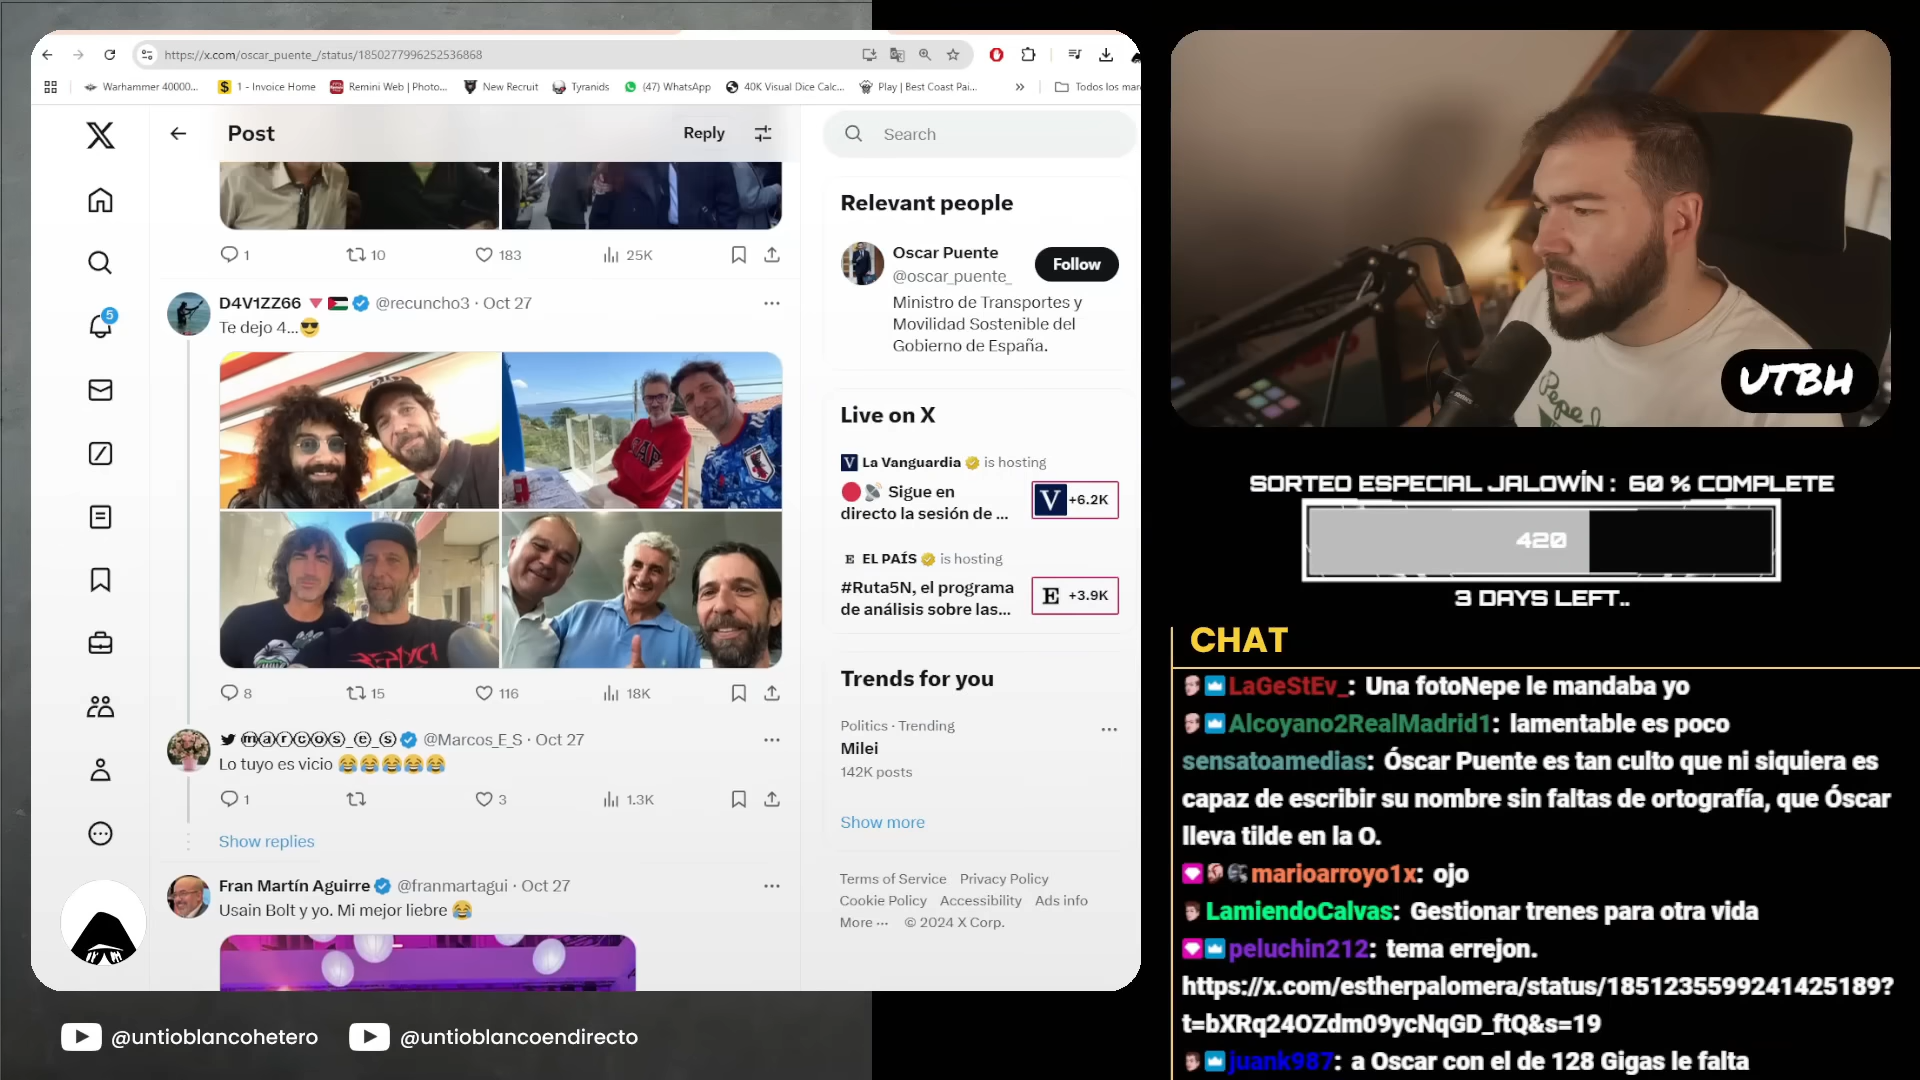 https://x.com/oscar_puente_/status/1850277996252536868
Warhammer 40000...
1 - Invoice Home
Remini Web | Photo...
New Recruit
Tyranids
(47) WhatsApp
40K Visual Dice Calc...
Play | Best Coast Pai...
»
Todos los mar
Post
Reply
Search
1
10
183
25K
D4V1ZZ66 @recuncho3 · Oct 27
Te dejo 4...😎
8
15
116
18K
ⓜⓐⓡⓒⓞⓢ_ⓔ_ⓢ @Marcos_E_S · Oct 27
Lo tuyo es vicio 😂😂😂😂😂
1
3
1.3K
Show replies
Fran Martín Aguirre @franmartagui · Oct 27
Usain Bolt y yo. Mi mejor liebre 😂
5
Relevant people
Oscar Puente
@oscar_puente_
Follow
Ministro de Transportes y
Movilidad Sostenible del
Gobierno de España.
Live on X
V La Vanguardia is hosting
Sigue en
directo la sesión de ...
V +6.2K
E EL PAÍS is hosting
#Ruta5N, el programa
de análisis sobre las...
E +3.9K
Trends for you
Politics · Trending
Milei
142K posts
Show more
Terms of Service Privacy Policy
Cookie Policy Accessibility Ads info
More ··· © 2024 X Corp.
@untioblancohetero
@untioblancoendirecto
UTBH
SORTEO ESPECIAL JALOWÍN : 60 % COMPLETE
420
3 DAYS LEFT..
CHAT
LaGeStEv_: Una fotoNepe le mandaba yo
Alcoyano2RealMadrid1: lamentable es poco
sensatoamedias: Óscar Puente es tan culto que ni siquiera es
capaz de escribir su nombre sin faltas de ortografía, que Óscar
lleva tilde en la O.
marioarroyo1x: ojo
LamiendoCalvas: Gestionar trenes para otra vida
peluchin212: tema errejon.
https://x.com/estherpalomera/status/1851235599241425189?
t=bXRq24OZdm09ycNqGD_ftQ&s=19
juank987: a Oscar con el de 128 Gigas le falta